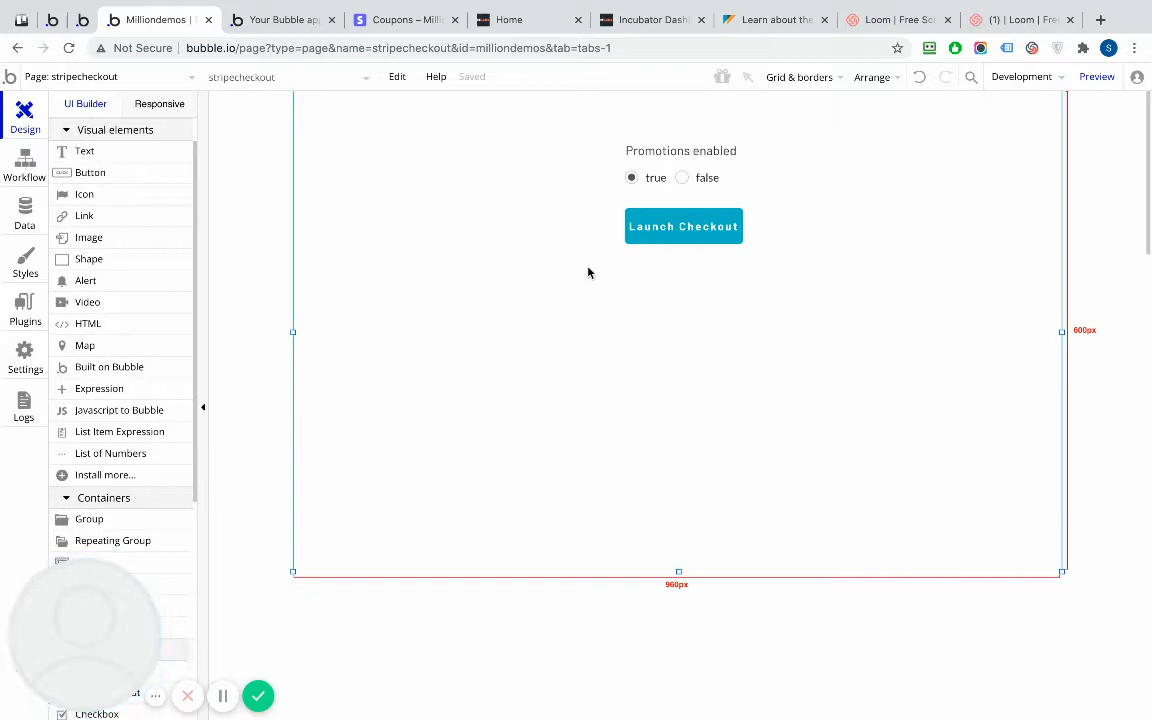 Milliondemos | B
Your Bubble ap
Coupons – Milli
Home
Incubator Dash
Learn about the
Loom | Free Scr
(1) | Loom | Free
Not Secure
bubble.io/page?type=page&name=stripecheckout&id=milliondemos&tab=tabs-1
S
Page: stripecheckout
stripecheckout
Edit
Help
Saved
Grid & borders
Arrange
Development
Preview
UI Builder
Responsive
Design
Workflow
Data
Styles
Plugins
Settings
Logs
Visual elements
Text
CLICK
Button
Icon
Link
Image
Shape
Alert
Video
HTML
Map
Built on Bubble
Expression
JS Javascript to Bubble
List Item Expression
List of Numbers
Install more...
Containers
Group
Repeating Group
Checkbox
Promotions enabled
true
false
Launch Checkout
600px
960px